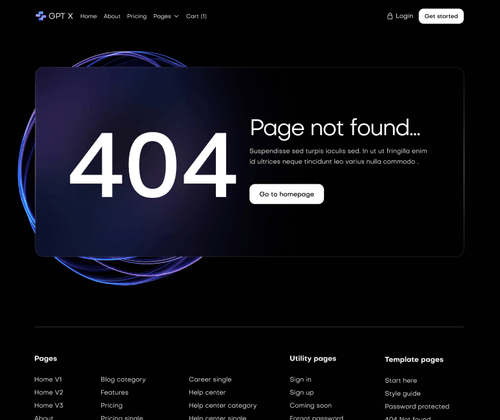 GPT X Home About Pricing Pages Cart (1) Login Get started
404
Page not found...
Suspendisse sed turpis iaculis sed. In ut ut fringilla enim
id ultrices neque tincidunt leo varius nulla commodo .
Go to homepage
Pages Utility pages Template pages
Home V1 Blog category Career single Sign in Start here
Home V2 Features Help center Sign up Style guide
Home V3 Pricing Help center category Coming soon Password protected
About Pricing single Help center single Forgot password 404 Not found